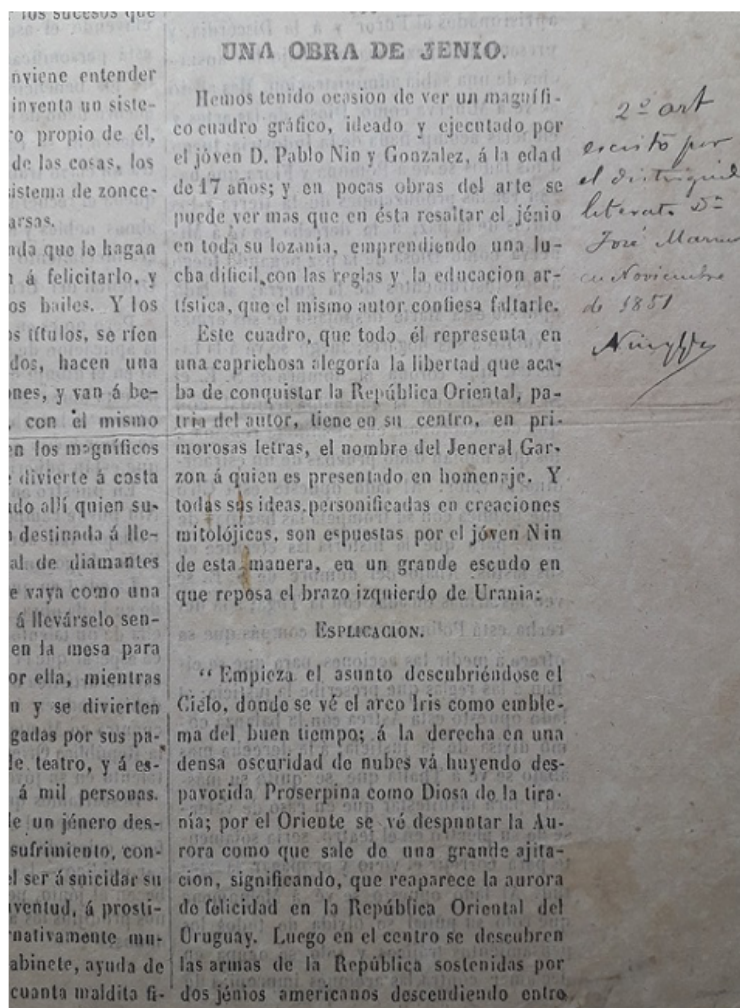 los sucesos que
nviene entender
inventa un siste-
ro propio de él,
de las cosas, los
sistema de zonce-
arsas.
ada que le hagan
n á felicitarlo, y
os bailes. Y los
os títulos, se ríen
dos, hacen una
ones, y van á be-
, con el mismo
en los magníficos
e divierte á costa
ado allí quien su-
a destinada á lle-
al de diamantes
e vaya como una
á llevárselo sen-
en la mesa para
or ella, mientras
n y se divierten
gadas por sus pa-
le teatro, y á es-
á mil personas.
le un jénero des-
sufrimiento, con-
l ser á suicidar su
ventud, á prosti-
rnativamente mu-
abinete, ayuda de
cuanta maldita fi-
UNA OBRA DE JENIO.
Hemos tenido ocasion de ver un magnífi-
co cuadro gráfico, ideado y ejecutado por
el jóven D. Pablo Nin y Gonzalez, á la edad
de 17 años; y en pocas obras del arte se
puede ver mas que en ésta resaltar el jénio
en toda su lozania, emprendiendo una lu-
cha dificil, con las reglas y la educacion ar-
tística, que el mismo autor confiesa faltarle.
Este cuadro, que todo él representa en
una caprichosa alegoría la libertad que aca-
ba de conquistar la República Oriental, pa-
tria del autor, tiene en su centro, en pri-
morosas letras, el nombre del Jeneral Gar-
zon á quien es presentado en homenaje. Y
todas sus ideas, personificadas en creaciones
mitolójicas, son espuestas por el jóven Nin
de esta manera, en un grande escudo en
que reposa el brazo izquierdo de Urania:
ESPLICACION.
“Empieza el asunto descubriéndose el
Cielo, donde se vé el arco Iris como emble-
ma del buen tiempo; á la derecha en una
densa oscuridad de nubes vá huyendo des-
pavorida Proserpina como Diosa de la tira-
nía; por el Oriente se vé despuntar la Au-
rora como que sale de una grande ajita-
cion, significando, que reaparece la aurora
de felicidad en la República Oriental del
Uruguay. Luego en el centro se descubren
las armas de la República sostenidas por
dos jénios americanos descendiendo entre
2º art
escrito por
el distinguid
literato Dn
José Marm
en Noviembre
de 1851